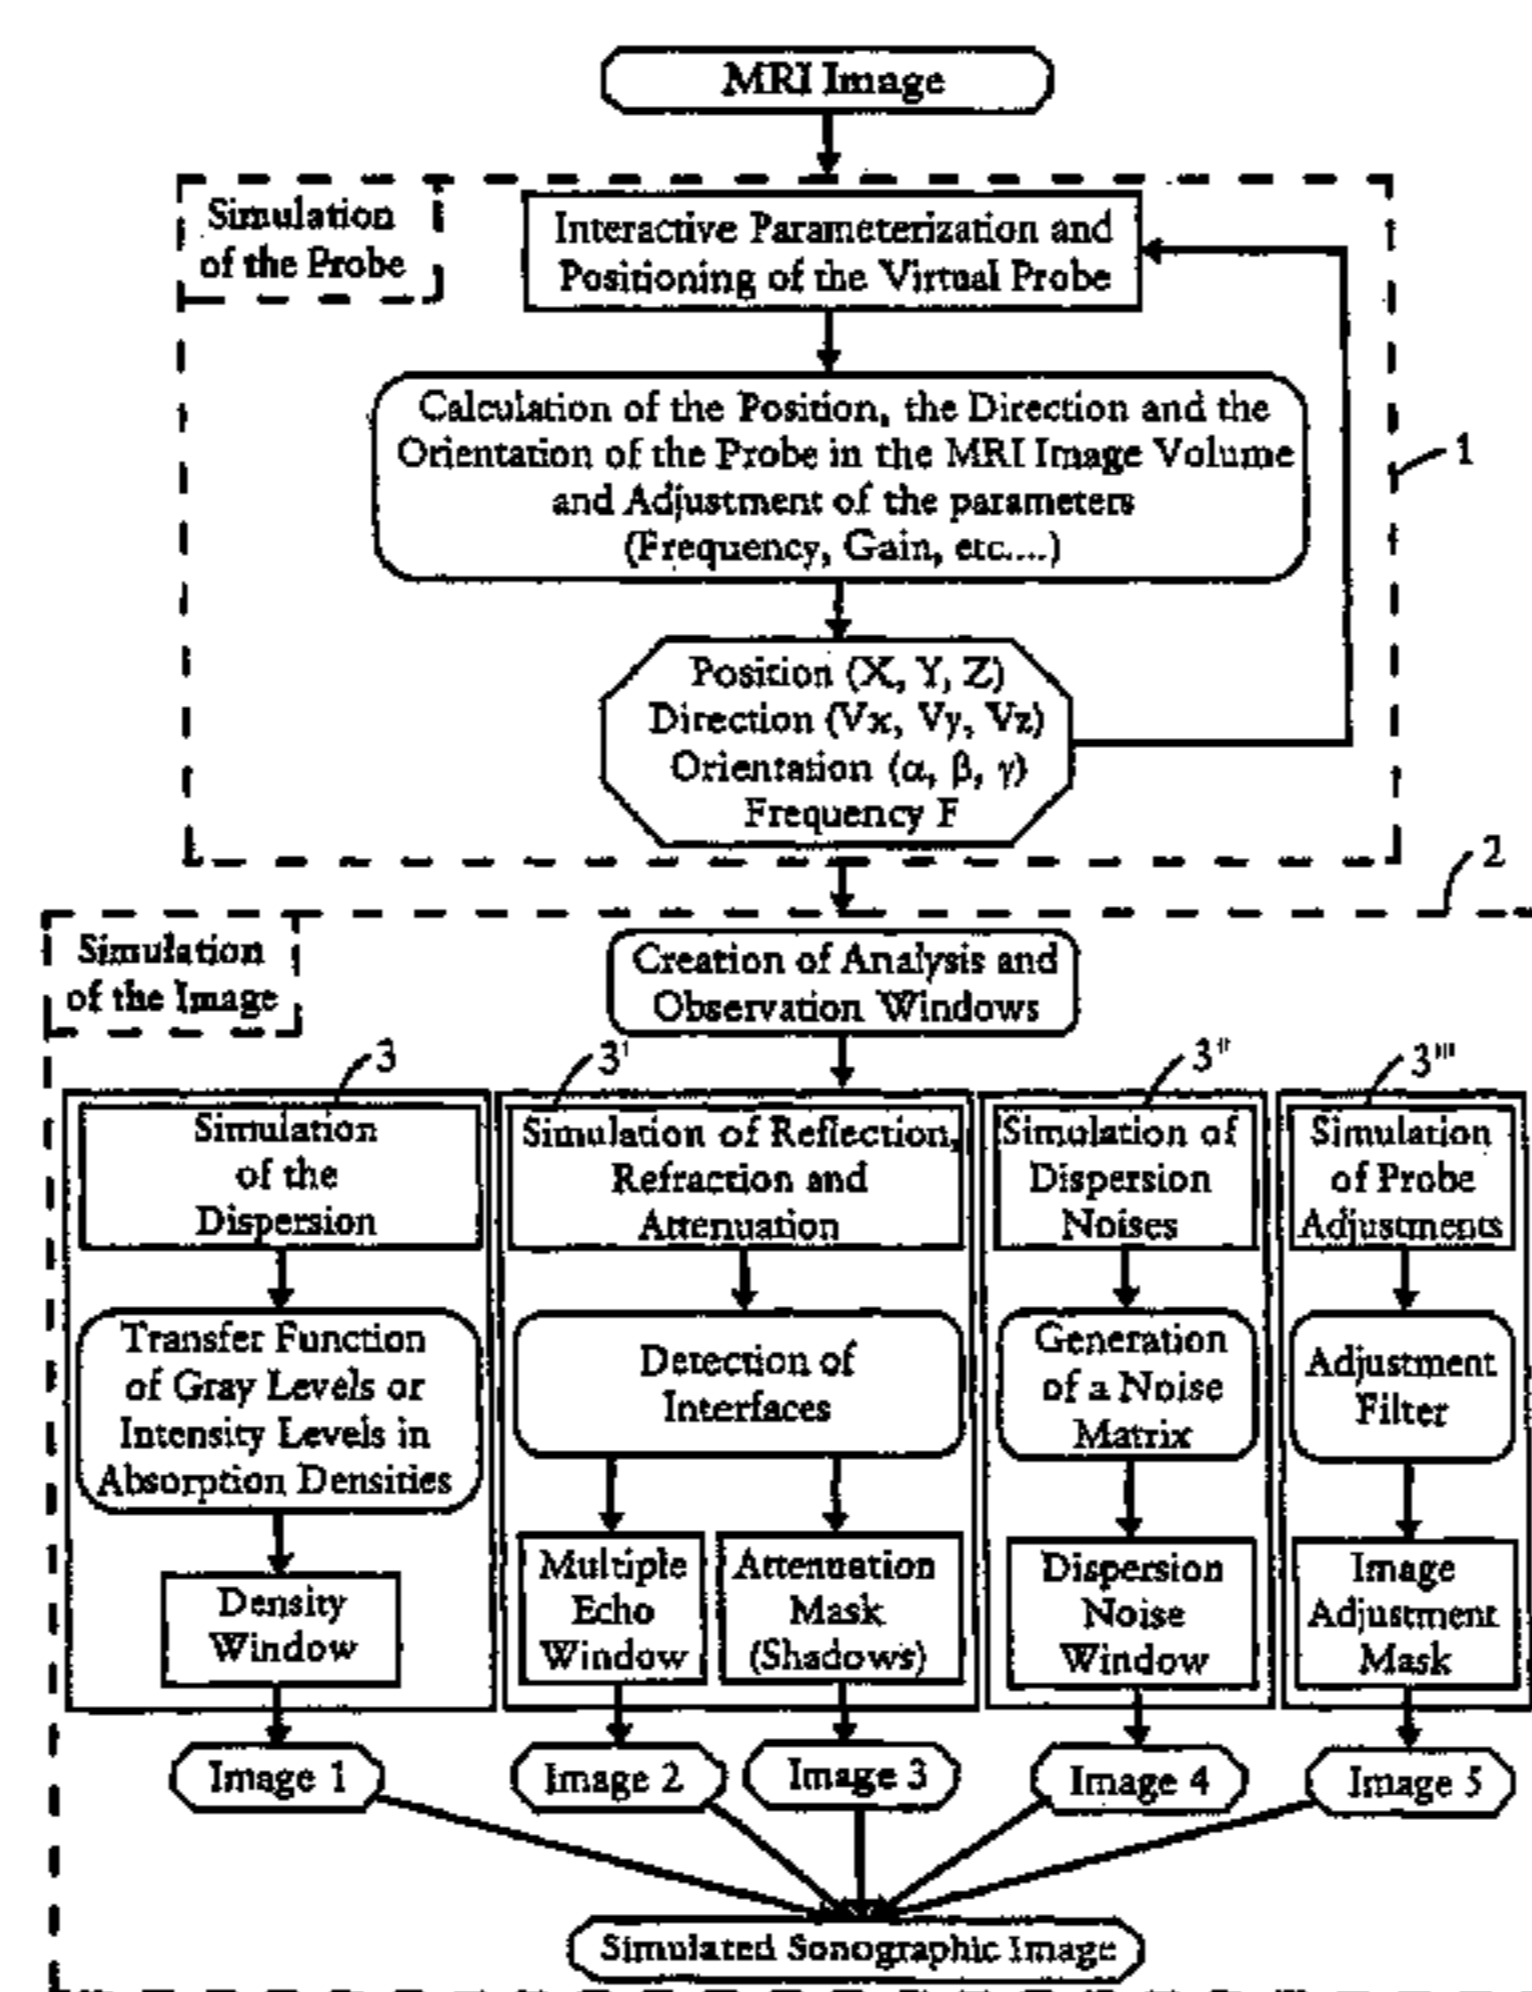 MRI Image
Simulation
of the Probe
Interactive Parameterization and
Positioning of the Virtual Probe
Calculation of the Position, the Direction and the
Orientation of the Probe in the MRI Image Volume
and Adjustment of the parameters
(Frequency, Gain, etc....)
1
Position (X, Y, Z)
Direction (Vx, Vy, Vz)
Orientation (α, β, γ)
Frequency F
2
Simulation
of the Image
Creation of Analysis and
Observation Windows
3
3'
3"
3'''
Simulation
of the
Dispersion
Simulation of Reflection,
Refraction and
Attenuation
Simulation of
Dispersion
Noises
Simulation
of Probe
Adjustments
Transfer Function
of Gray Levels or
Intensity Levels in
Absorption Densities
Detection of
Interfaces
Generation
of a Noise
Matrix
Adjustment
Filter
Density
Window
Multiple
Echo
Window
Attenuation
Mask
(Shadows)
Dispersion
Noise
Window
Image
Adjustment
Mask
Image 1
Image 2
Image 3
Image 4
Image 5
Simulated Sonographic Image